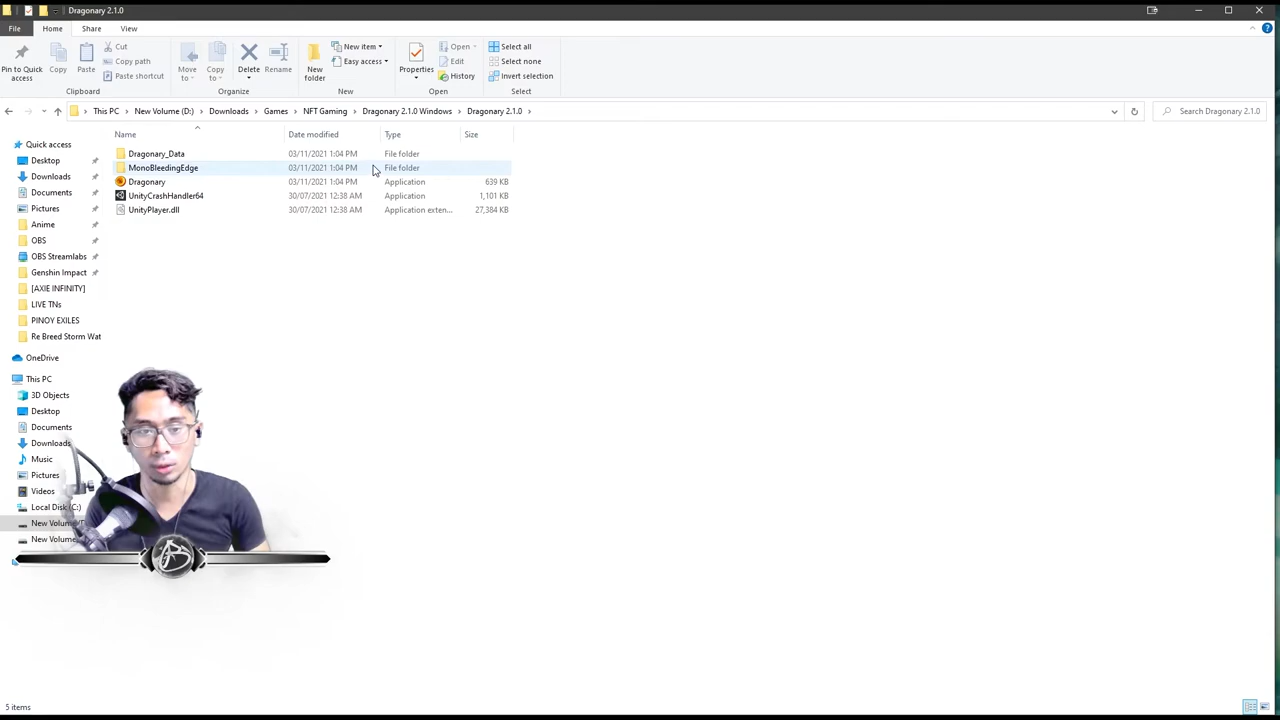 Dragonary 2.1.0
File Home Share View
Pin to Quick access
Copy
Paste
Cut
Copy path
Paste shortcut
Clipboard
Move to
Copy to
Delete
Rename
Organize
New folder
New item
Easy access
New
Properties
Open
Edit
History
Open
Select all
Select none
Invert selection
Select
This PC > New Volume (D:) > Downloads > Games > NFT Gaming > Dragonary 2.1.0 Windows > Dragonary 2.1.0 >
Search Dragonary 2.1.0
Name Date modified Type Size
Dragonary_Data 03/11/2021 1:04 PM File folder
MonoBleedingEdge 03/11/2021 1:04 PM File folder
Dragonary 03/11/2021 1:04 PM Application 639 KB
UnityCrashHandler64 30/07/2021 12:38 AM Application 1,101 KB
UnityPlayer.dll 30/07/2021 12:38 AM Application exten... 27,384 KB
Quick access
Desktop
Downloads
Documents
Pictures
Anime
OBS
OBS Streamlabs
Genshin Impact
[AXIE INFINITY]
LIVE TNs
PINOY EXILES
Re Breed Storm Wat
OneDrive
This PC
3D Objects
Desktop
Documents
Downloads
Music
Pictures
Videos
Local Disk (C:)
New Volume
New Volume
5 items